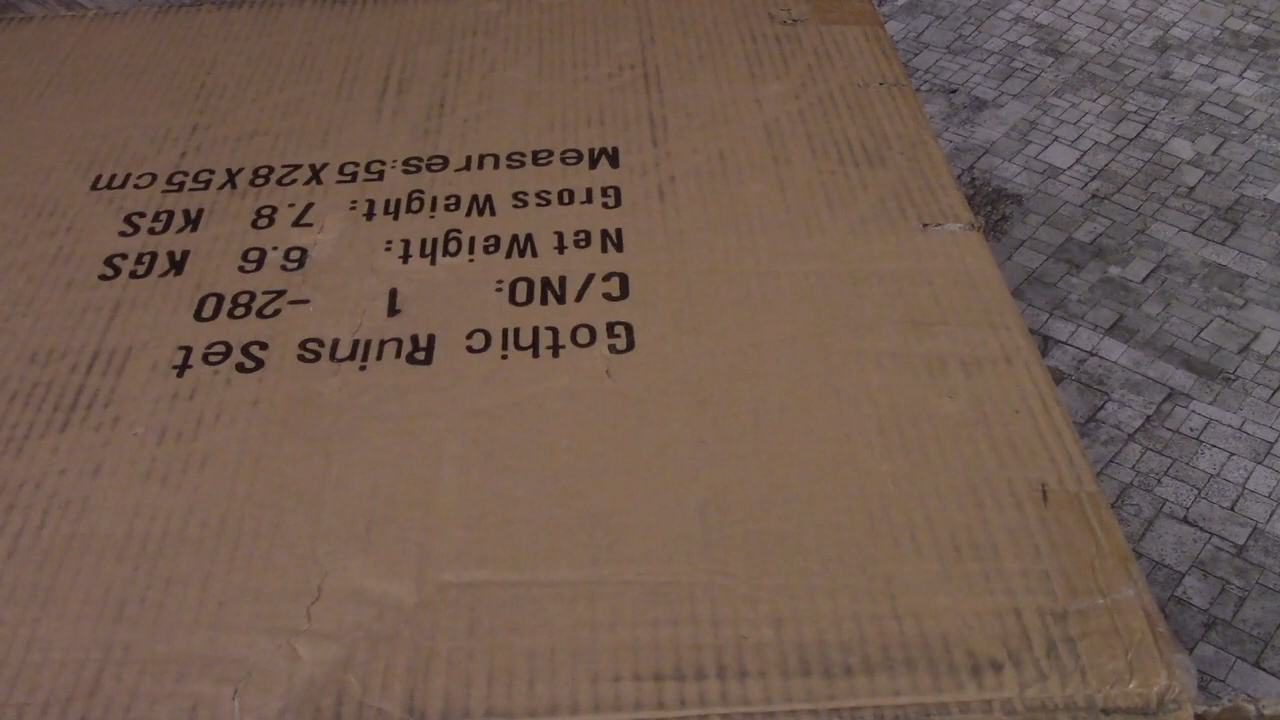 Gothic Ruins Set
C/NO: 1 -280
Net Weight: 6.6 KGS
Gross Weight: 7.8 KGS
Measures:55X28X55cm